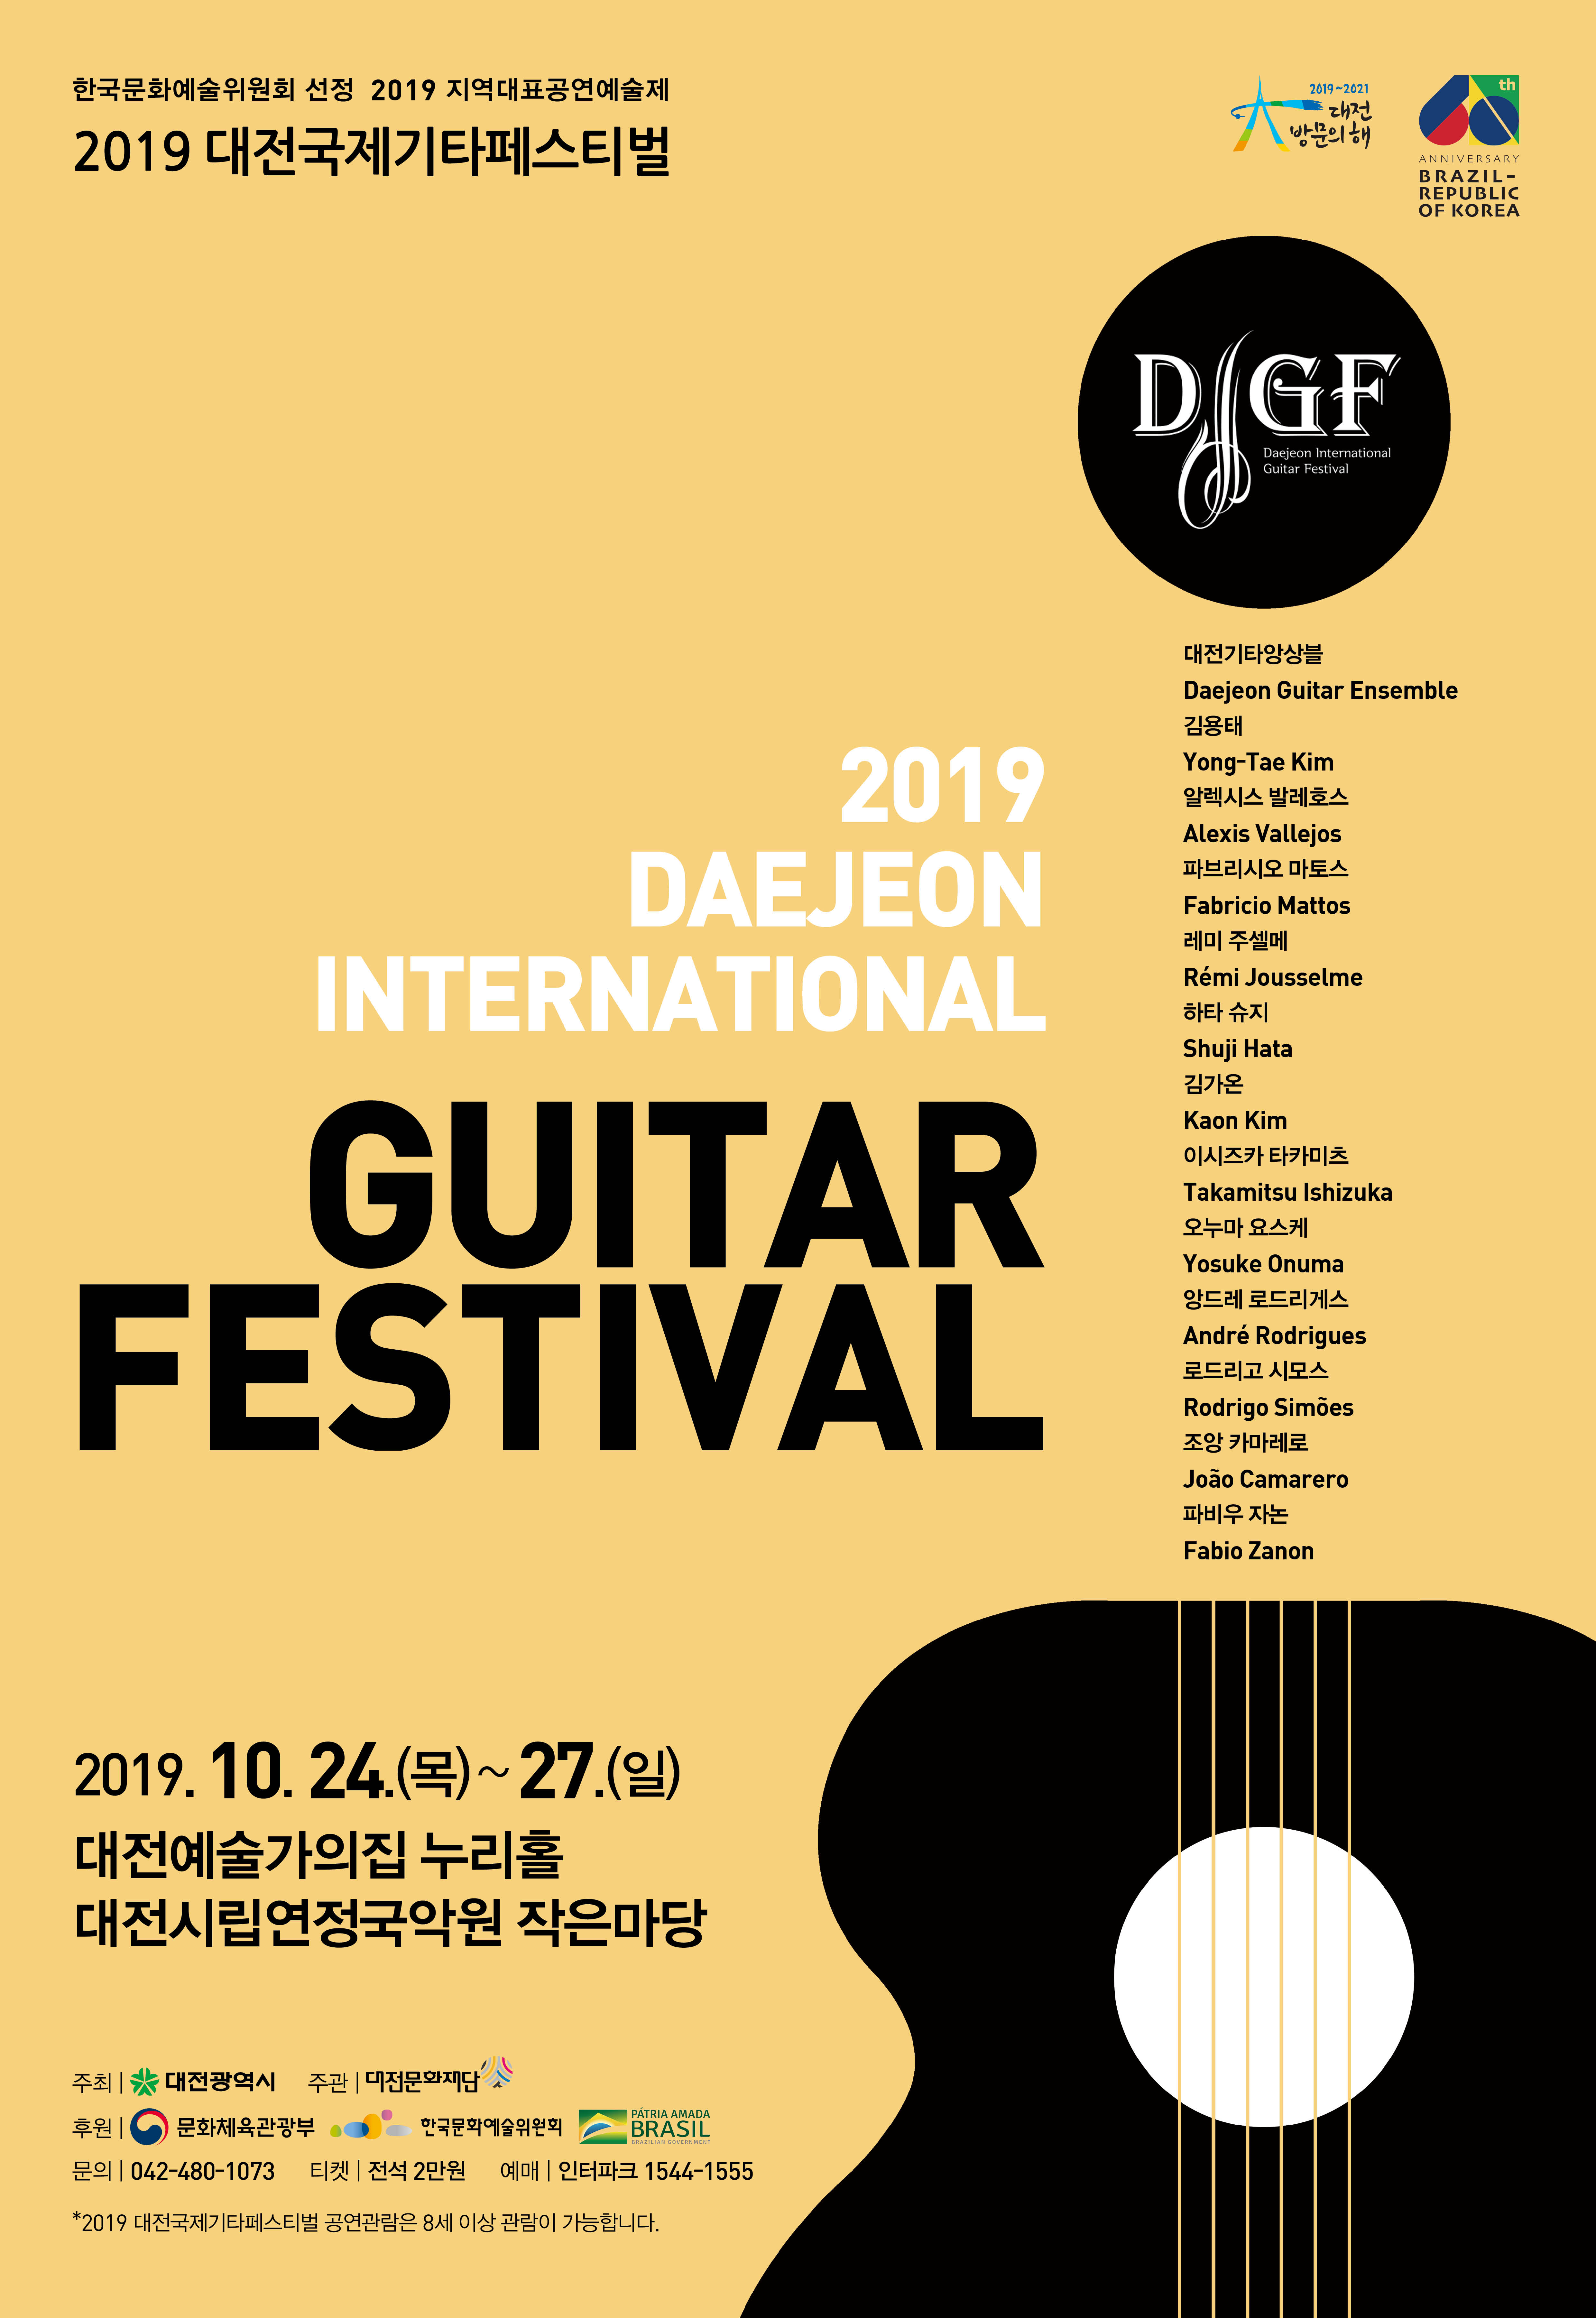 한국문화예술위원회 선정 2019 지역대표공연예술제
2019 대전국제기타페스티벌
2019~2021
대전
방문의 해
60th
ANNIVERSARY
BRAZIL-
REPUBLIC
OF KOREA
DIGF
Daejeon International
Guitar Festival
대전기타앙상블
Daejeon Guitar Ensemble
김용태
Yong-Tae Kim
알렉시스 발레호스
Alexis Vallejos
파브리시오 마토스
Fabricio Mattos
레미 주셀메
Rémi Jousselme
하타 슈지
Shuji Hata
김가온
Kaon Kim
이시즈카 타카미츠
Takamitsu Ishizuka
오누마 요스케
Yosuke Onuma
앙드레 로드리게스
André Rodrigues
로드리고 시모스
Rodrigo Simões
조앙 카마레로
João Camarero
파비우 자논
Fabio Zanon
2019
DAEJEON
INTERNATIONAL
GUITAR
FESTIVAL
2019. 10. 24.(목)~27.(일)
대전예술가의집 누리홀
대전시립연정국악원 작은마당
주최 | 대전광역시 주관 | 대전문화재단
후원 | 문화체육관광부 한국문화예술위원회 PÁTRIA AMADA BRASIL BRAZILIAN GOVERNMENT
문의 | 042-480-1073 티켓 | 전석 2만원 예매 | 인터파크 1544-1555
*2019 대전국제기타페스티벌 공연관람은 8세 이상 관람이 가능합니다.